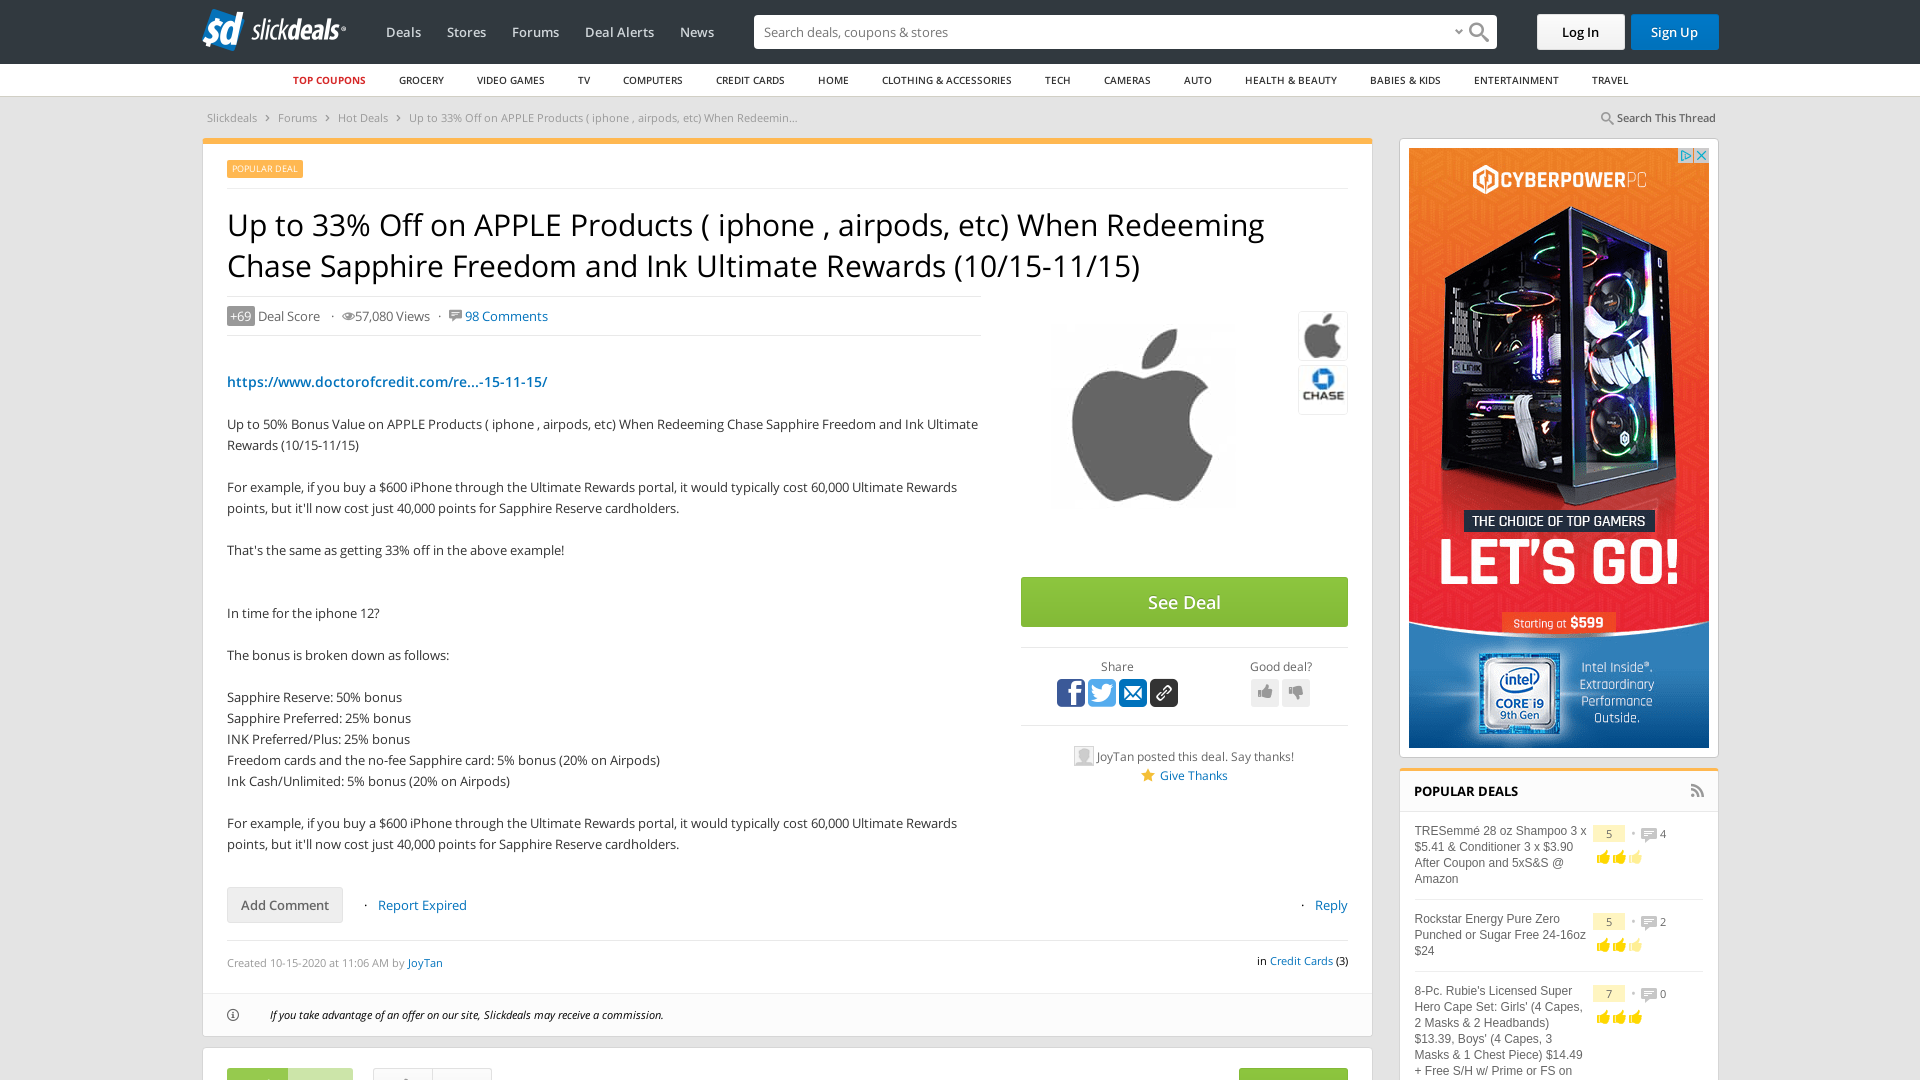 sd slickdeals
Deals Stores Forums Deal Alerts News
Search deals, coupons & stores
Log In Sign Up
TOP COUPONS GROCERY VIDEO GAMES TV COMPUTERS CREDIT CARDS HOME CLOTHING & ACCESSORIES TECH CAMERAS AUTO HEALTH & BEAUTY BABIES & KIDS ENTERTAINMENT TRAVEL
Slickdeals › Forums › Hot Deals › Up to 33% Off on APPLE Products ( iphone , airpods, etc) When Redeemin...
Search This Thread
POPULAR DEAL
Up to 33% Off on APPLE Products ( iphone , airpods, etc) When Redeeming
Chase Sapphire Freedom and Ink Ultimate Rewards (10/15-11/15)
+69 Deal Score · 57,080 Views · 98 Comments
https://www.doctorofcredit.com/re...-15-11-15/
Up to 50% Bonus Value on APPLE Products ( iphone , airpods, etc) When Redeeming Chase Sapphire Freedom and Ink Ultimate
Rewards (10/15-11/15)
For example, if you buy a $600 iPhone through the Ultimate Rewards portal, it would typically cost 60,000 Ultimate Rewards
points, but it'll now cost just 40,000 points for Sapphire Reserve cardholders.
That's the same as getting 33% off in the above example!
In time for the iphone 12?
The bonus is broken down as follows:
Sapphire Reserve: 50% bonus
Sapphire Preferred: 25% bonus
INK Preferred/Plus: 25% bonus
Freedom cards and the no-fee Sapphire card: 5% bonus (20% on Airpods)
Ink Cash/Unlimited: 5% bonus (20% on Airpods)
For example, if you buy a $600 iPhone through the Ultimate Rewards portal, it would typically cost 60,000 Ultimate Rewards
points, but it'll now cost just 40,000 points for Sapphire Reserve cardholders.
CHASE
See Deal
Share
Good deal?
JoyTan posted this deal. Say thanks!
Give Thanks
Add Comment · Report Expired
· Reply
Created 10-15-2020 at 11:06 AM by JoyTan
in Credit Cards (3)
If you take advantage of an offer on our site, Slickdeals may receive a commission.
CYBERPOWERPC
THE CHOICE OF TOP GAMERS
LET'S GO!
Starting at $599
intel
CORE i9
9th Gen
Intel Inside®.
Extraordinary
Performance
Outside.
POPULAR DEALS
TRESemmé 28 oz Shampoo 3 x
$5.41 & Conditioner 3 x $3.90
After Coupon and 5xS&S @
Amazon
5 • 4
Rockstar Energy Pure Zero
Punched or Sugar Free 24-16oz
$24
5 • 2
8-Pc. Rubie's Licensed Super
Hero Cape Set: Girls' (4 Capes,
2 Masks & 2 Headbands)
$13.39, Boys' (4 Capes, 3
Masks & 1 Chest Piece) $14.49
+ Free S/H w/ Prime or FS on
7 • 0